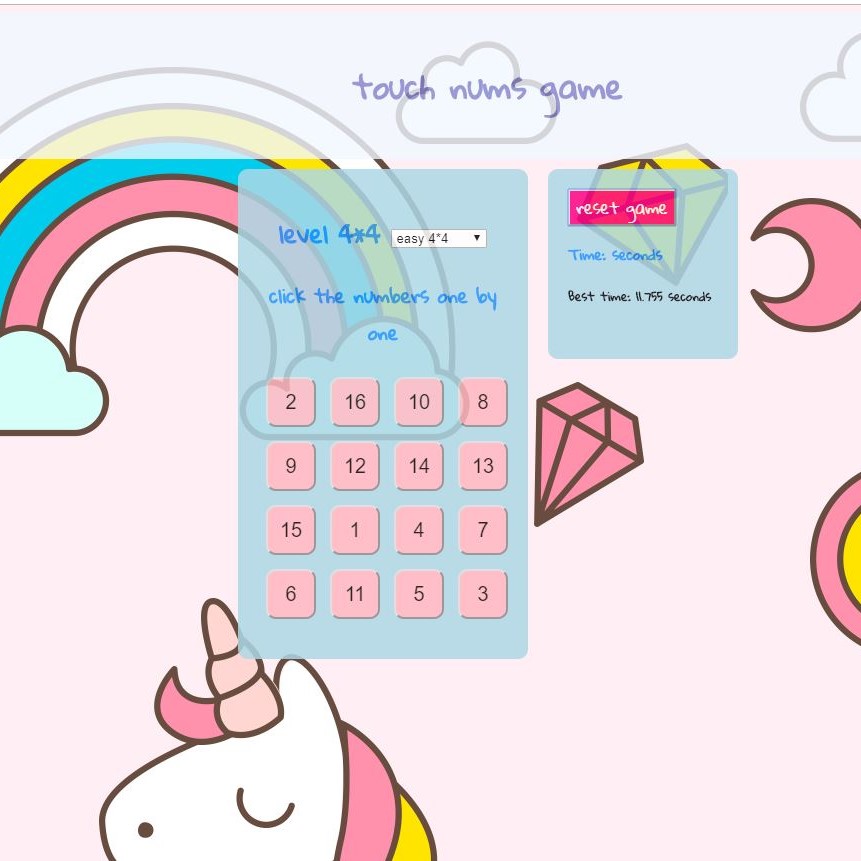 touch nums game
level 4*4 easy 4*4
click the numbers one by
one
2 16 10 8
9 12 14 13
15 1 4 7
6 11 5 3
reset game
Time: seconds
Best time: 11.755 seconds